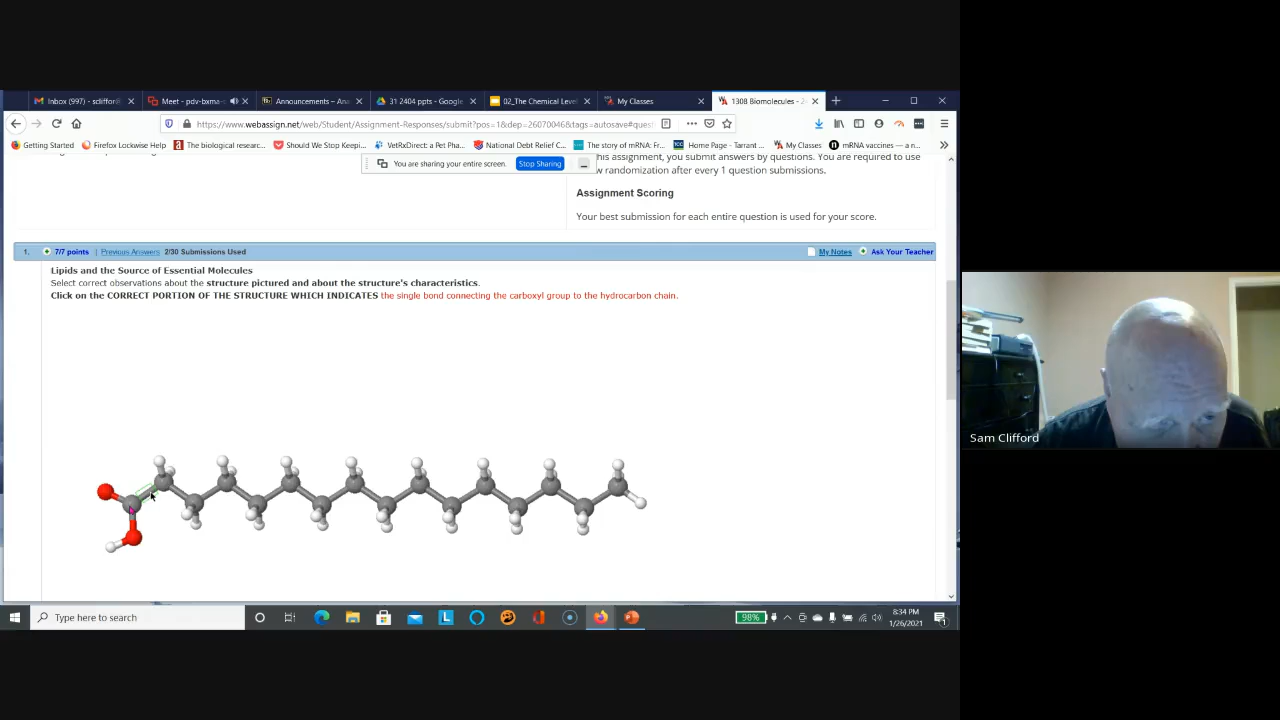 Inbox (997) - scliffor@
Meet - pdv-bxma-
Announcements – Ana
31 2404 ppts - Google
02_The Chemical Level
My Classes
1308 Biomolecules - 2
https://www.webassign.net/web/Student/Assignment-Responses/submit?pos=1&dep=26070046&tags=autosave#quest
Getting Started
Firefox Lockwise Help
The biological researc...
Should We Stop Keepi...
VetRxDirect: a Pet Pha...
National Debt Relief C...
The story of mRNA: Fr...
Home Page - Tarrant ...
My Classes
mRNA vaccines — a n...
You are sharing your entire screen.
Stop Sharing
his assignment, you submit answers by questions. You are required to use
w randomization after every 1 question submissions.
Assignment Scoring
Your best submission for each entire question is used for your score.
1. 7/7 points | Previous Answers 2/30 Submissions Used
My Notes
Ask Your Teacher
Lipids and the Source of Essential Molecules
Select correct observations about the structure pictured and about the structure's characteristics.
Click on the CORRECT PORTION OF THE STRUCTURE WHICH INDICATES the single bond connecting the carboxyl group to the hydrocarbon chain.
Sam Clifford
Type here to search
L
98%
8:34 PM
1/26/2021